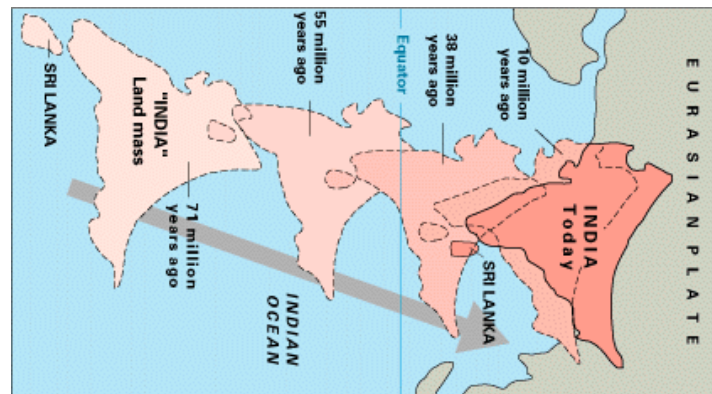 EURASIAN PLATE
10 million
years ago
INDIA
Today
38 million
years ago
SRI LANKA
Equator
55 million
years ago
INDIAN
OCEAN
71 million
years ago
"INDIA"
Land mass
SRI LANKA